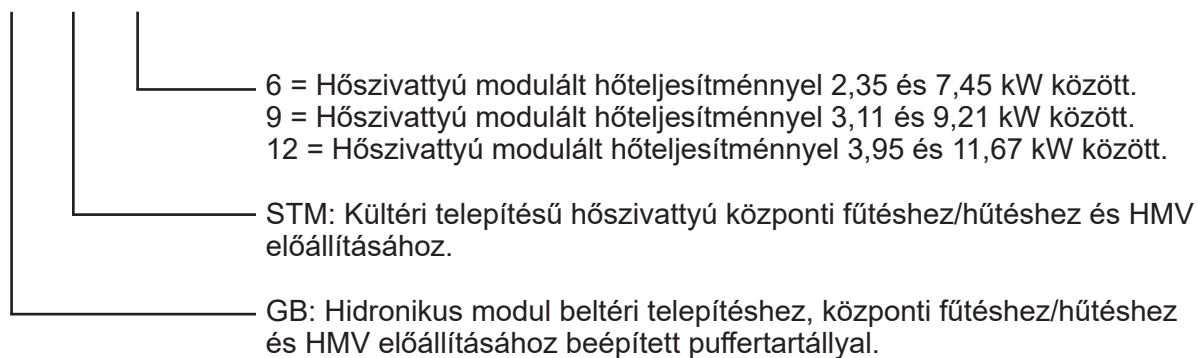 6 = Hőszivattyú modulált hőteljesítménnyel 2,35 és 7,45 kW között.
9 = Hőszivattyú modulált hőteljesítménnyel 3,11 és 9,21 kW között.
12 = Hőszivattyú modulált hőteljesítménnyel 3,95 és 11,67 kW között.
STM: Kültéri telepítésű hőszivattyú központi fűtéshez/hűtéshez és HMV
előállításához.
GB: Hidronikus modul beltéri telepítéshez, központi fűtéshez/hűtéshez
és HMV előállításához beépített puffertartállyal.